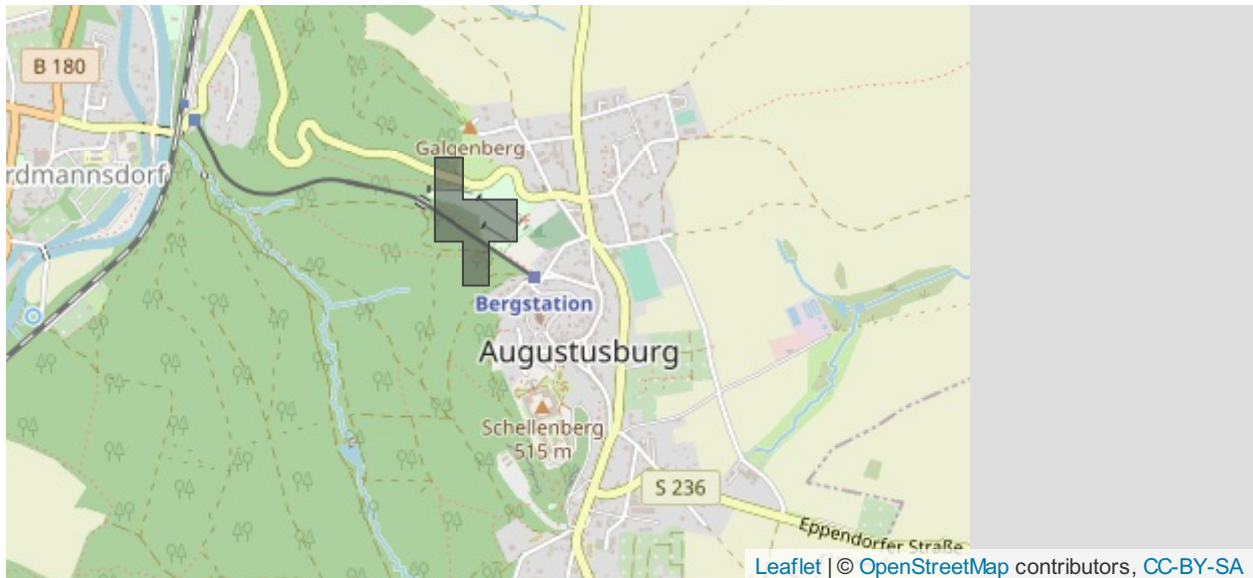 B 180
Galgenberg
rdmannsdorf
Bergstation
Augustusburg
Schellenberg
515 m
S 236
Eppendorfer Straße
Leaflet | © OpenStreetMap contributors, CC-BY-SA